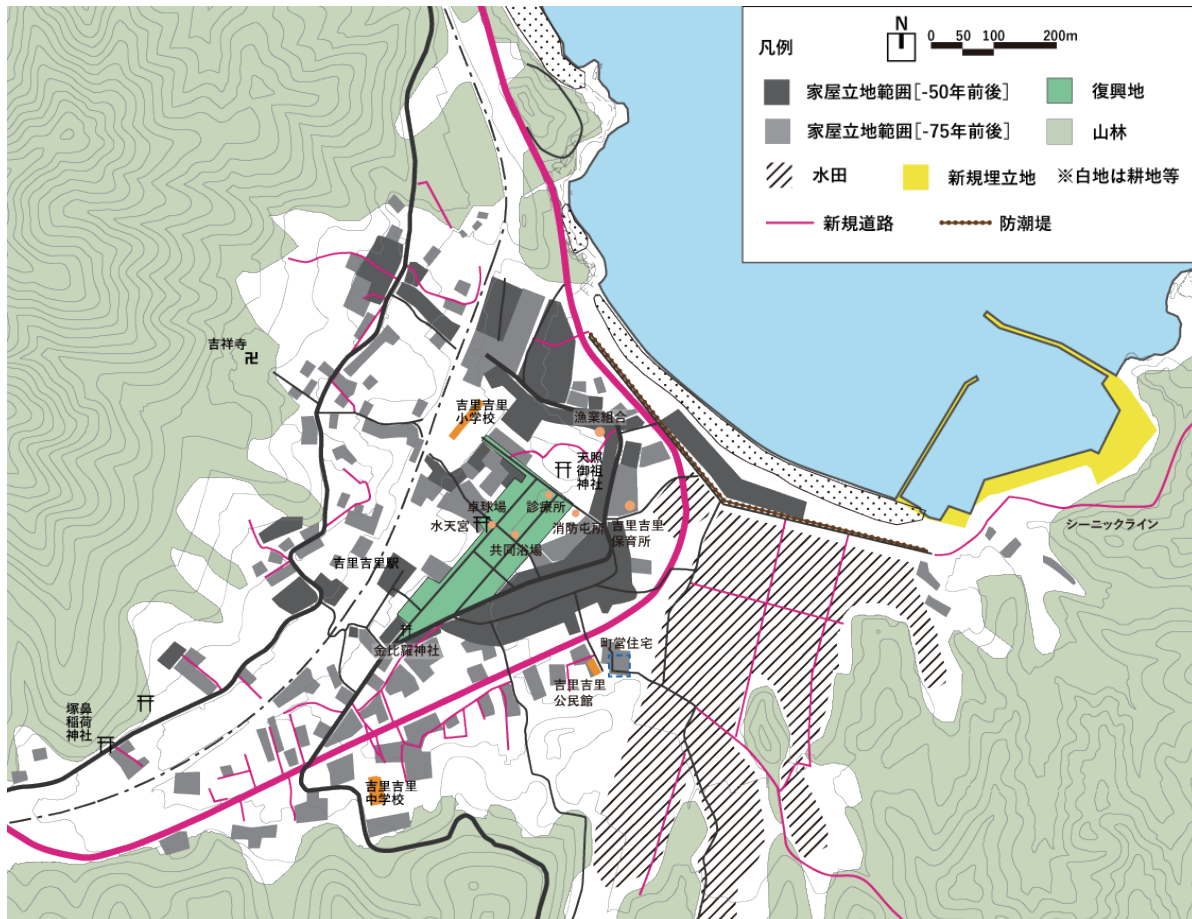 凡例
N
0 50 100 200m
家屋立地範囲[-50年前後]
復興地
家屋立地範囲[-75年前後]
山林
水田
新規埋立地
※白地は耕地等
新規道路
防潮堤
吉祥寺
吉里吉里
小学校
漁業組合
天照
御祖
神社
卓球場
診療所
水天宮
消防屯所
吉里吉里
保育所
共同浴場
シーニックライン
吉里吉里駅
金比羅神社
町営住宅
吉里吉里
公民館
塚鼻
稲荷
神社
吉里吉里
中学校